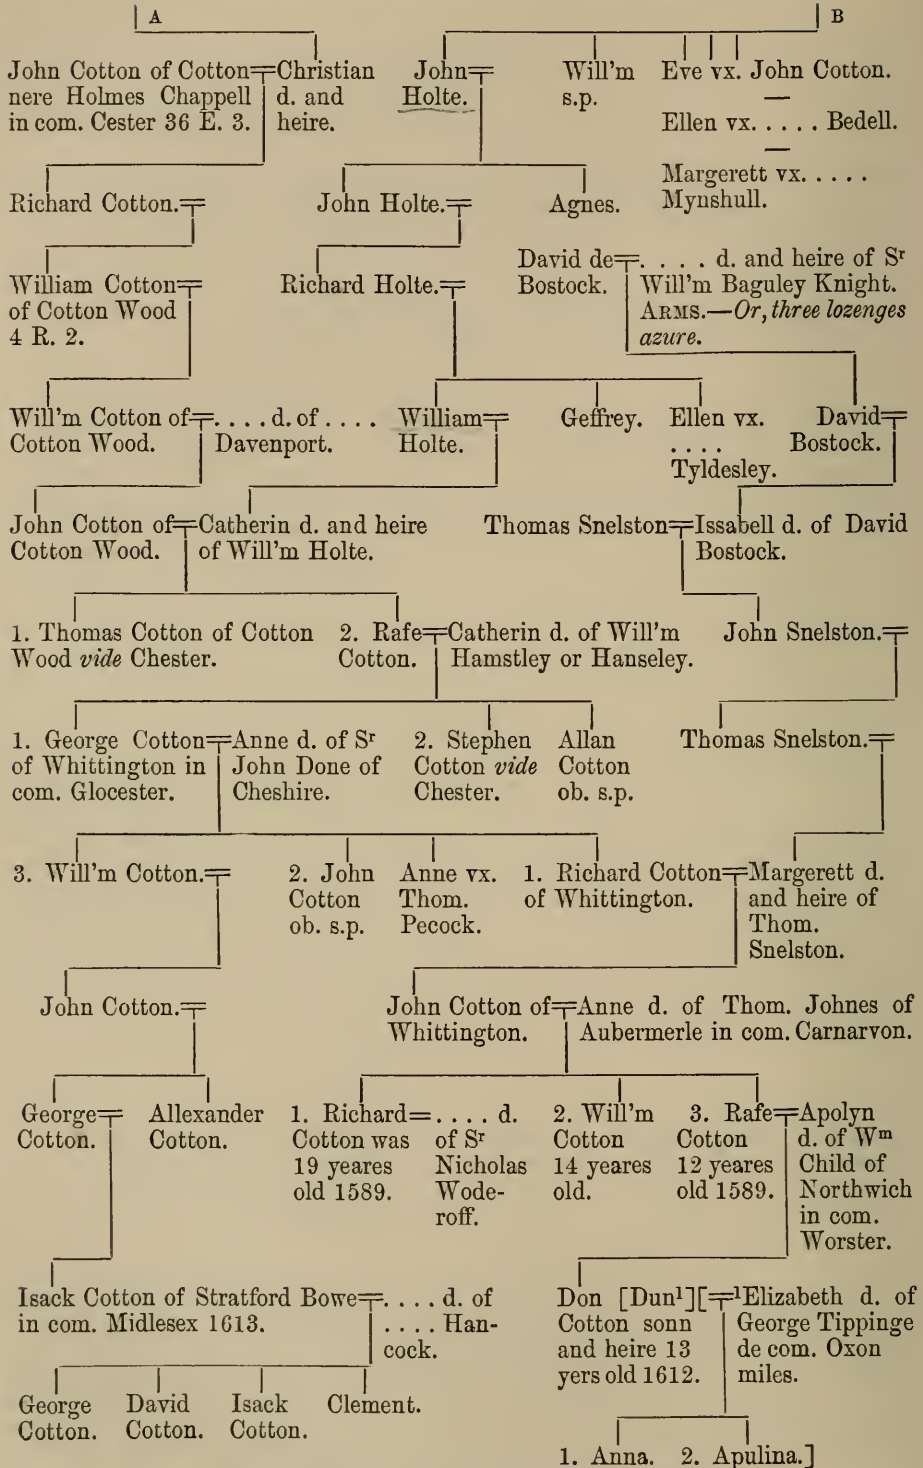 A
B
John Cotton of Cotton
nere Holmes Chappell
in com. Cester 36 E. 3.
Christian
d. and
heire.
John
Holte.
Will'm
s.p.
Eve vx. John Cotton.
—
Ellen vx. . . . . Bedell.
—
Margerett vx. . . . .
Mynshull.
Richard Cotton.
John Holte.
Agnes.
William Cotton
of Cotton Wood
4 R. 2.
Richard Holte.
David de
Bostock.
. . . . d. and heire of Sr
Will'm Baguley Knight.
ARMS.—Or, three lozenges
azure.
Will'm Cotton of
Cotton Wood.
. . . . d. of . . . .
Davenport.
William
Holte.
Geffrey.
Ellen vx.
. . . .
Tyldesley.
David
Bostock.
John Cotton of
Cotton Wood.
Catherin d. and heire
of Will'm Holte.
Thomas Snelston
Issabell d. of David
Bostock.
1. Thomas Cotton of Cotton
Wood vide Chester.
2. Rafe
Cotton.
Catherin d. of Will'm
Hamstley or Hanseley.
John Snelston.
1. George Cotton
of Whittington in
com. Glocester.
Anne d. of Sr
John Done of
Cheshire.
2. Stephen
Cotton vide
Chester.
Allan
Cotton
ob. s.p.
Thomas Snelston.
3. Will'm Cotton.
2. John
Cotton
ob. s.p.
Anne vx.
Thom.
Pecock.
1. Richard Cotton
of Whittington.
Margerett d.
and heire of
Thom.
Snelston.
John Cotton.
John Cotton of
Whittington.
Anne d. of Thom. Johnes of
Aubermerle in com. Carnarvon.
George
Cotton.
Allexander
Cotton.
1. Richard
Cotton was
19 yeares
old 1589.
. . . . d.
of Sr
Nicholas
Wode-
roff.
2. Will'm
Cotton
14 yeares
old.
3. Rafe
Cotton
12 yeares
old 1589.
Apolyn
d. of Wm
Child of
Northwich
in com.
Worster.
Isack Cotton of Stratford Bowe
in com. Midlesex 1613.
. . . . d. of
. . . . Han-
cock.
Don [Dun¹][
Cotton sonn
and heire 13
yers old 1612.
¹Elizabeth d. of
George Tippinge
de com. Oxon
miles.
George
Cotton.
David
Cotton.
Isack
Cotton.
Clement.
1. Anna.
2. Apulina.]